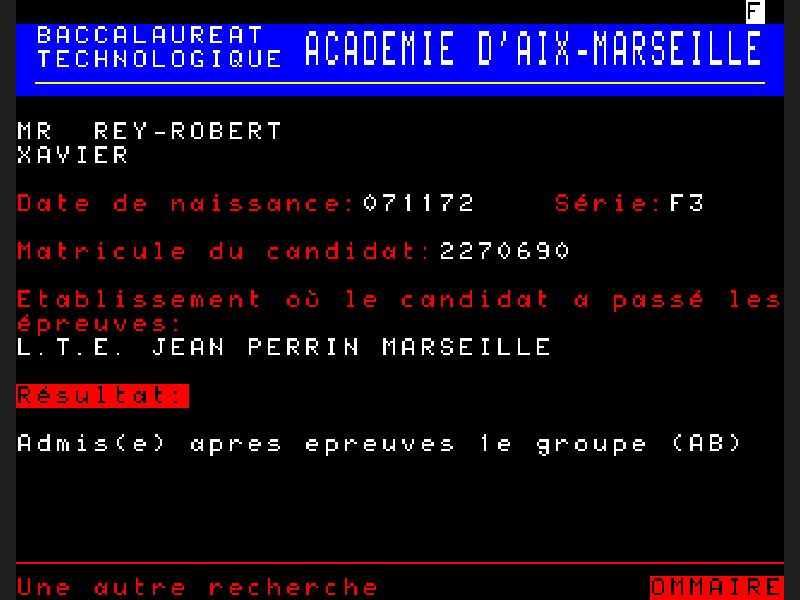 F
BACCALAUREAT
TECHNOLOGIQUE
ACADEMIE D'AIX-MARSEILLE
MR REY-ROBERT
XAVIER
Date de naissance:071172 Série:F3
Matricule du candidat:2270690
Etablissement où le candidat a passé les
épreuves:
L.T.E. JEAN PERRIN MARSEILLE
Résultat:
Admis(e) apres epreuves 1e groupe (AB)
Une autre recherche OMMAIRE